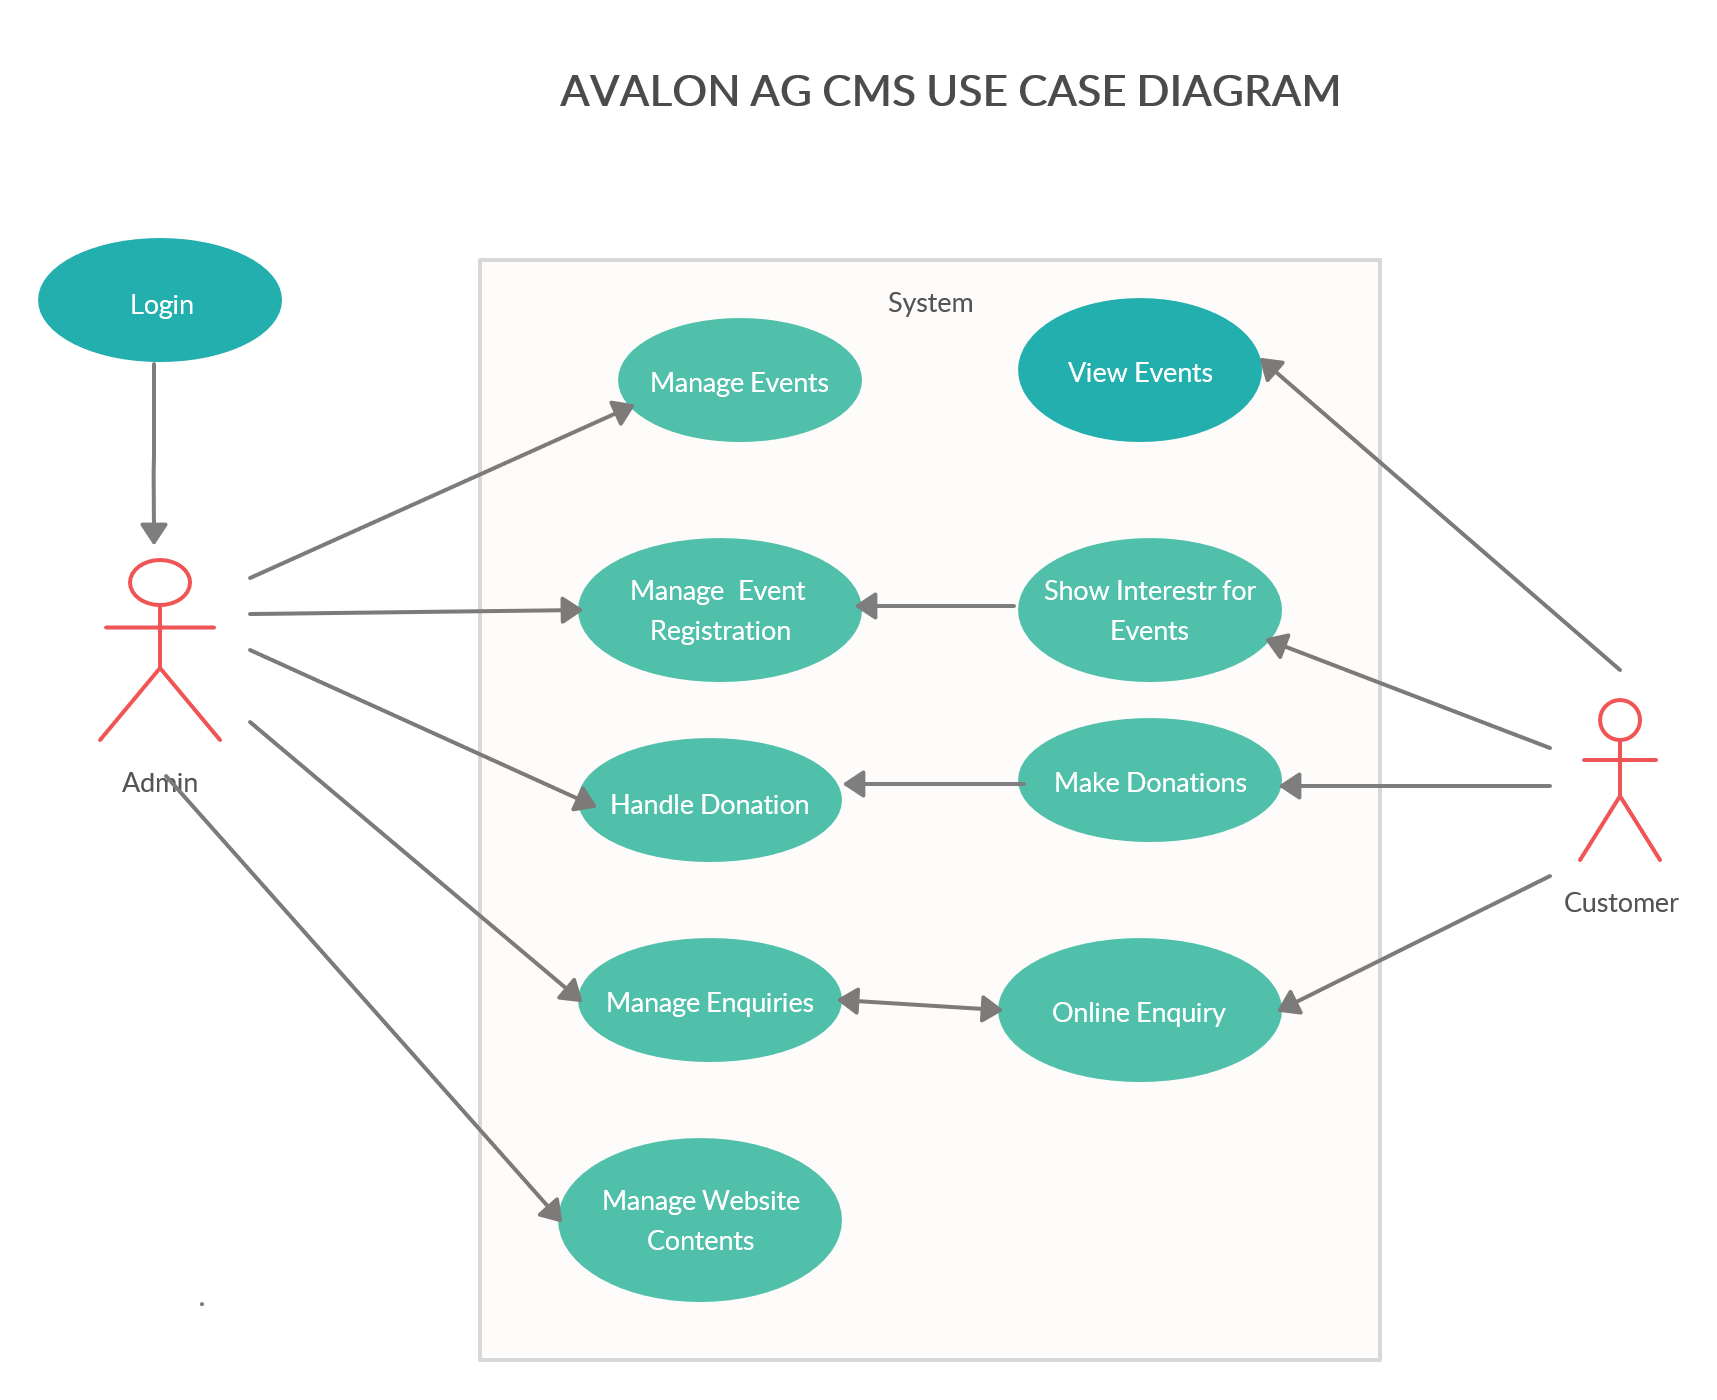 AVALON AG CMS USE CASE DIAGRAM
Login
System
Manage Events
View Events
Manage Event
Registration
Show Interestr for
Events
Admin
Handle Donation
Make Donations
Customer
Manage Enquiries
Online Enquiry
Manage Website
Contents